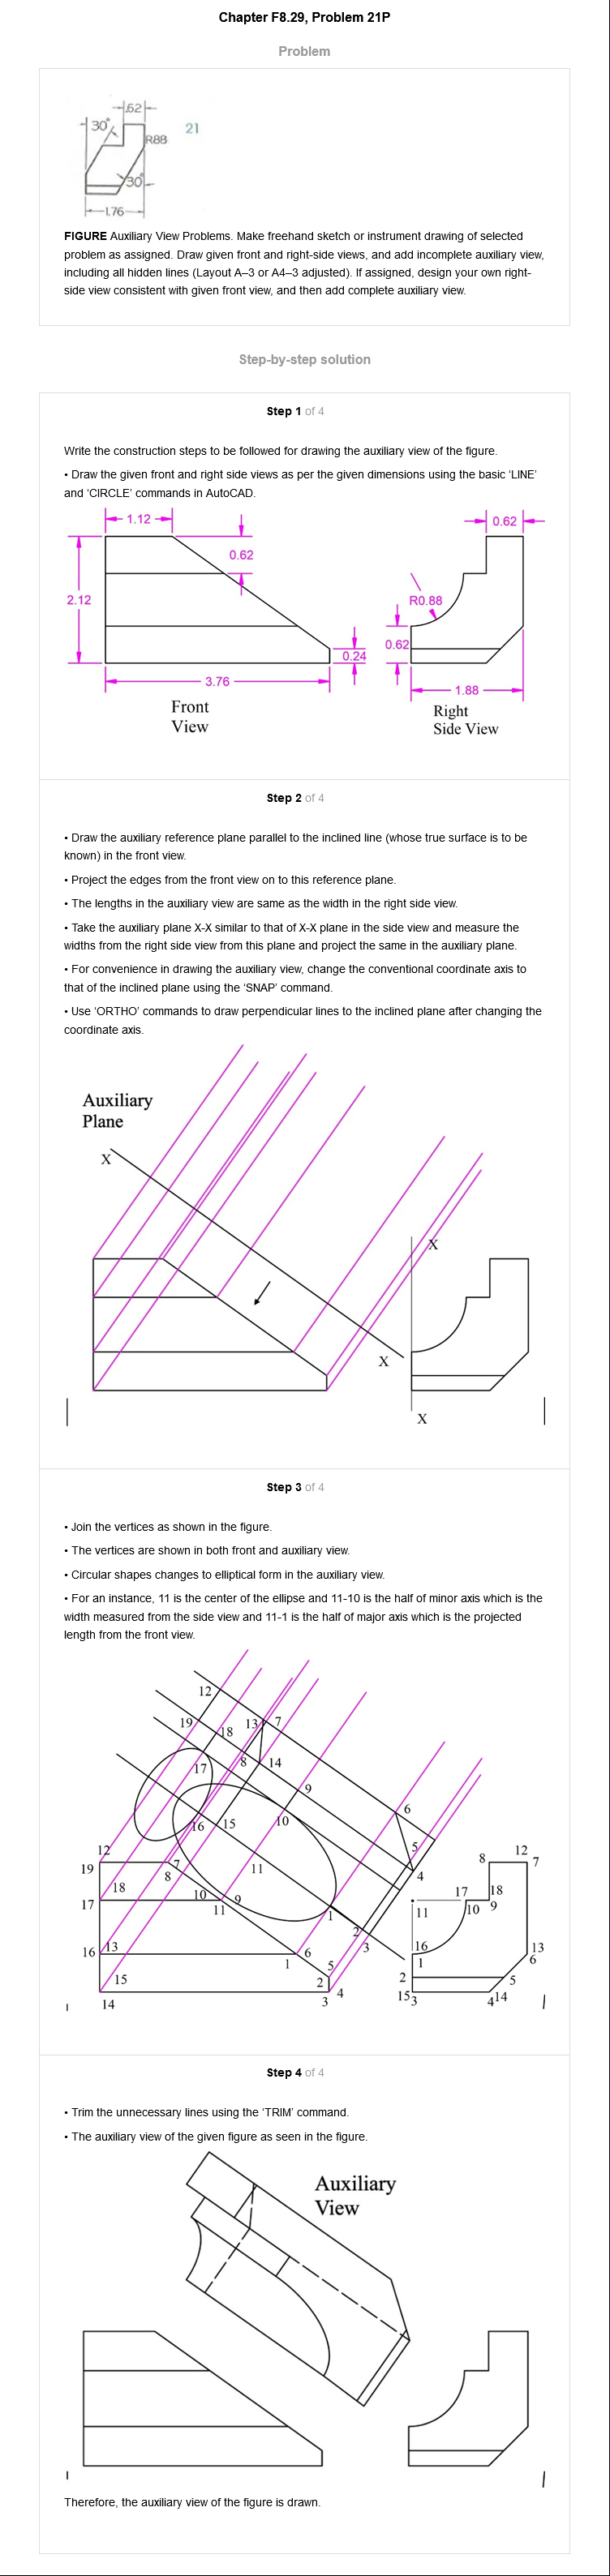 Chapter F8.29, Problem 21P
Problem
.62
30°
R88
21
30°
1.76
FIGURE Auxiliary View Problems. Make freehand sketch or instrument drawing of selected
problem as assigned. Draw given front and right-side views, and add incomplete auxiliary view,
including all hidden lines (Layout A–3 or A4–3 adjusted). If assigned, design your own right-
side view consistent with given front view, and then add complete auxiliary view.
Step-by-step solution
Step 1 of 4
Write the construction steps to be followed for drawing the auxiliary view of the figure.
• Draw the given front and right side views as per the given dimensions using the basic ‘LINE’
and ‘CIRCLE’ commands in AutoCAD.
1.12
0.62
0.62
2.12
R0.88
0.62
0.24
3.76
1.88
Front
View
Right
Side View
Step 2 of 4
• Draw the auxiliary reference plane parallel to the inclined line (whose true surface is to be
known) in the front view.
• Project the edges from the front view on to this reference plane.
• The lengths in the auxiliary view are same as the width in the right side view.
• Take the auxiliary plane X-X similar to that of X-X plane in the side view and measure the
widths from the right side view from this plane and project the same in the auxiliary plane.
• For convenience in drawing the auxiliary view, change the conventional coordinate axis to
that of the inclined plane using the ‘SNAP’ command.
• Use ‘ORTHO’ commands to draw perpendicular lines to the inclined plane after changing the
coordinate axis.
Auxiliary
Plane
X
X
X
X
Step 3 of 4
• Join the vertices as shown in the figure.
• The vertices are shown in both front and auxiliary view.
• Circular shapes changes to elliptical form in the auxiliary view.
• For an instance, 11 is the center of the ellipse and 11-10 is the half of minor axis which is the
width measured from the side view and 11-1 is the half of major axis which is the projected
length from the front view.
12
19
18
13
7
17
8
14
9
6
16
15
10
5
11
4
1
2
3
12
19
7
8
18
17
10
9
11
16
13
6
1
15
5
2
14
3
4
8
12
7
17
18
11
10
9
16
13
1
6
2
5
15
3
4
14
Step 4 of 4
• Trim the unnecessary lines using the ‘TRIM’ command.
• The auxiliary view of the given figure as seen in the figure.
Auxiliary
View
Therefore, the auxiliary view of the figure is drawn.